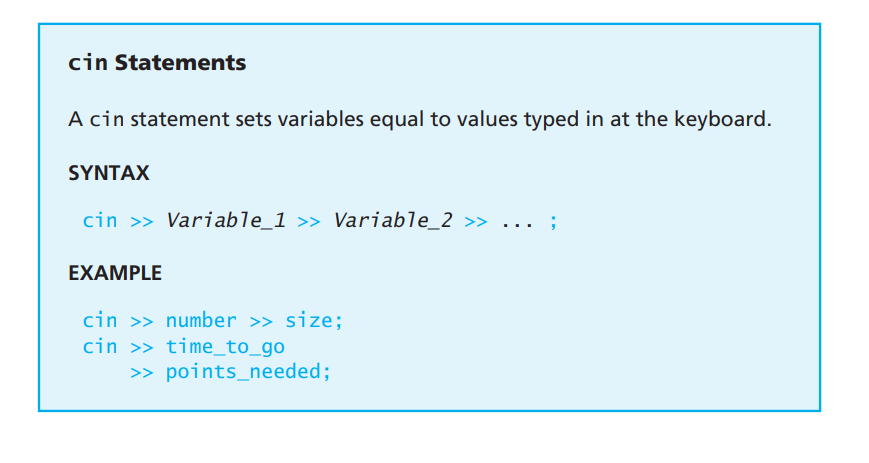 cin Statements
A cin statement sets variables equal to values typed in at the keyboard.
SYNTAX
cin >> Variable_1 >> Variable_2 >> ... ;
EXAMPLE
cin >> number >> size;
cin >> time_to_go
>> points_needed;